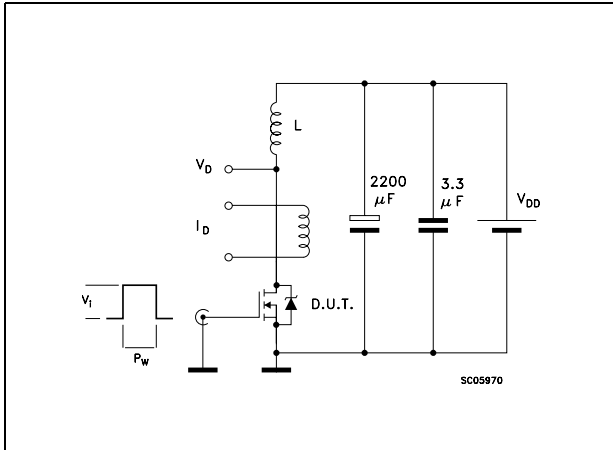 L
V_D
2200
µF
3.3
µF
V_DD
I_D
V_i
D.U.T.
P_W
SC05970